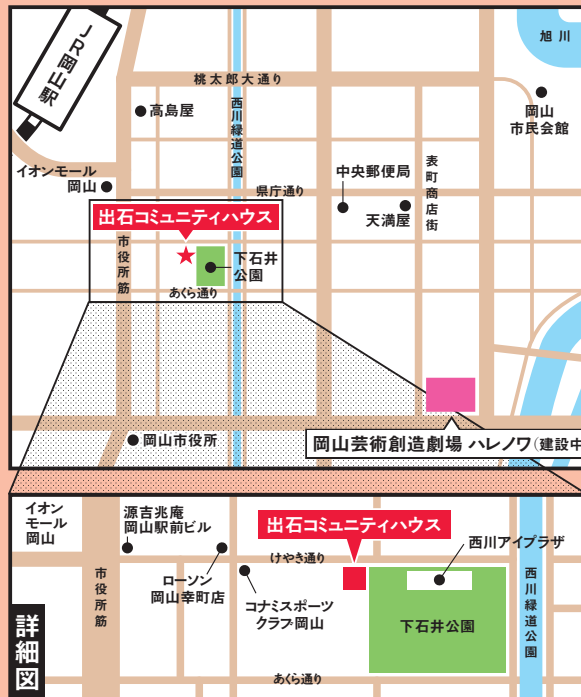 JR岡山駅
旭川
桃太郎大通り
高島屋
岡山
市民会館
西川緑道公園
イオンモール
岡山
中央郵便局
表町商店街
県庁通り
天満屋
出石コミュニティハウス
市役所筋
下石井
公園
あくら通り
岡山市役所
岡山芸術創造劇場 ハレノワ(建設中
イオン
モール
岡山
源吉兆庵
岡山駅前ビル
出石コミュニティハウス
西川アイプラザ
けやき通り
市役所筋
ローソン
岡山幸町店
コナミスポーツ
クラブ岡山
西川緑道公園
下石井公園
詳細図
あくら通り